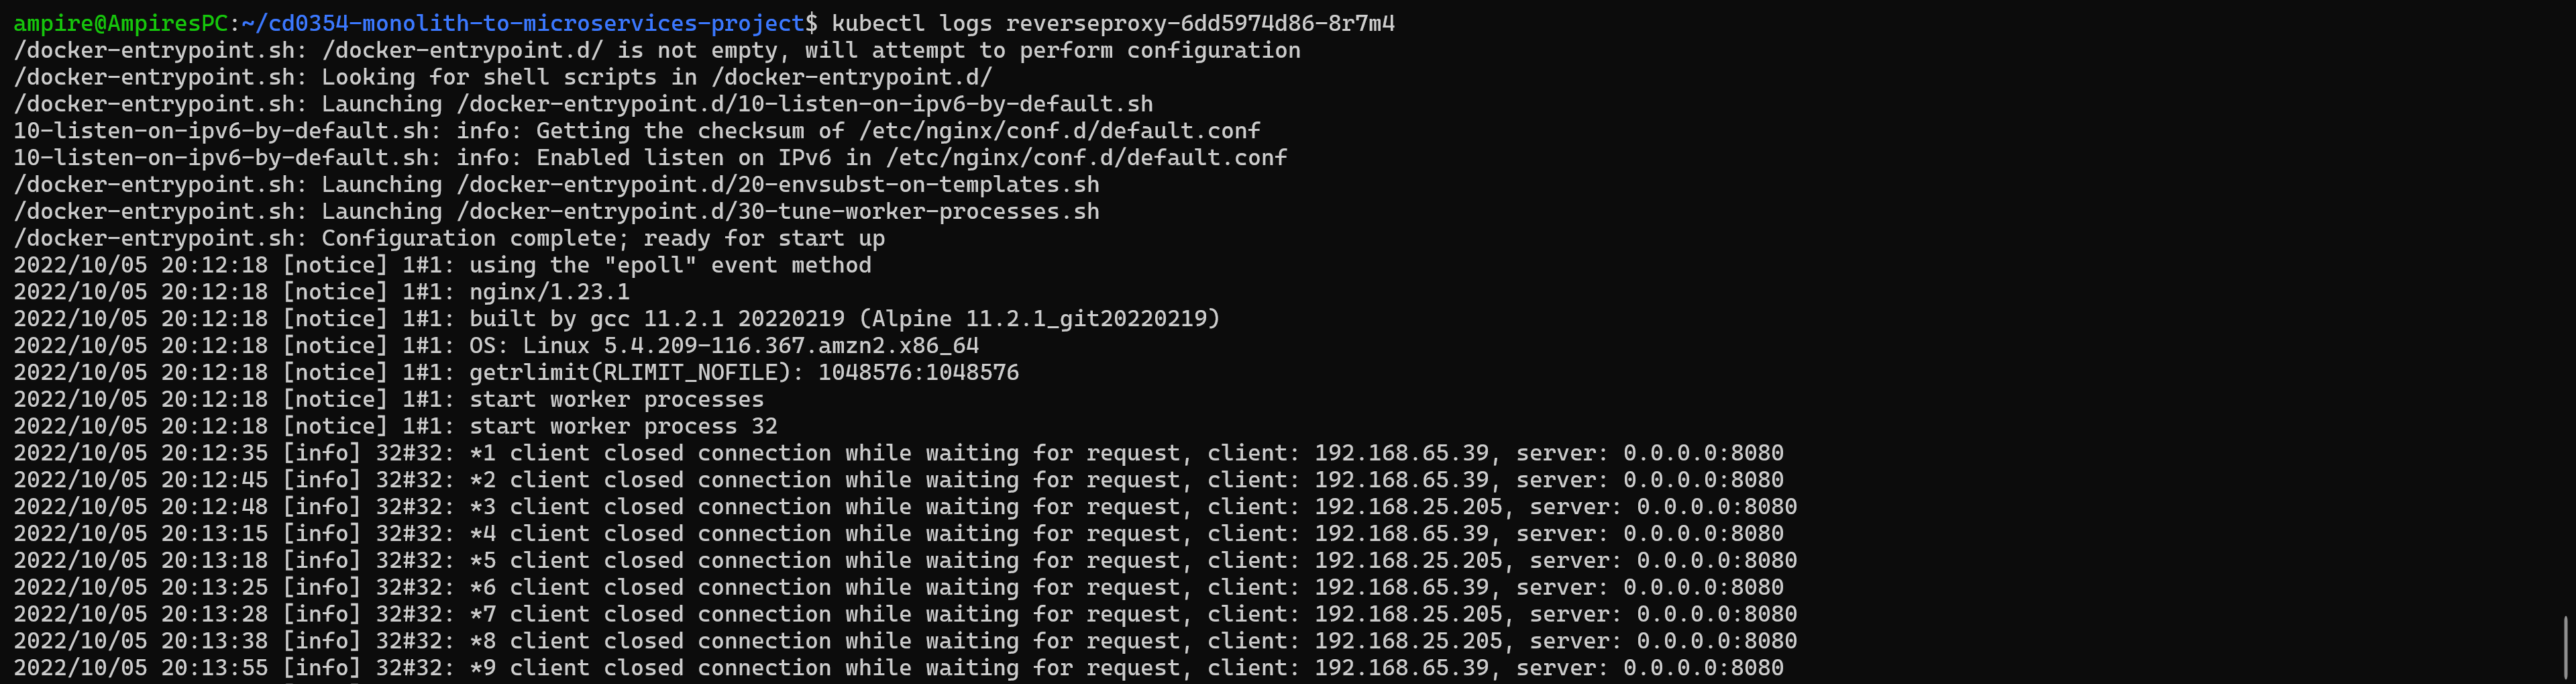 ampire@AmpiresPC:~/cd0354-monolith-to-microservices-project$ kubectl logs reverseproxy-6dd5974d86-8r7m4
/docker-entrypoint.sh: /docker-entrypoint.d/ is not empty, will attempt to perform configuration
/docker-entrypoint.sh: Looking for shell scripts in /docker-entrypoint.d/
/docker-entrypoint.sh: Launching /docker-entrypoint.d/10-listen-on-ipv6-by-default.sh
10-listen-on-ipv6-by-default.sh: info: Getting the checksum of /etc/nginx/conf.d/default.conf
10-listen-on-ipv6-by-default.sh: info: Enabled listen on IPv6 in /etc/nginx/conf.d/default.conf
/docker-entrypoint.sh: Launching /docker-entrypoint.d/20-envsubst-on-templates.sh
/docker-entrypoint.sh: Launching /docker-entrypoint.d/30-tune-worker-processes.sh
/docker-entrypoint.sh: Configuration complete; ready for start up
2022/10/05 20:12:18 [notice] 1#1: using the "epoll" event method
2022/10/05 20:12:18 [notice] 1#1: nginx/1.23.1
2022/10/05 20:12:18 [notice] 1#1: built by gcc 11.2.1 20220219 (Alpine 11.2.1_git20220219)
2022/10/05 20:12:18 [notice] 1#1: OS: Linux 5.4.209-116.367.amzn2.x86_64
2022/10/05 20:12:18 [notice] 1#1: getrlimit(RLIMIT_NOFILE): 1048576:1048576
2022/10/05 20:12:18 [notice] 1#1: start worker processes
2022/10/05 20:12:18 [notice] 1#1: start worker process 32
2022/10/05 20:12:35 [info] 32#32: *1 client closed connection while waiting for request, client: 192.168.65.39, server: 0.0.0.0:8080
2022/10/05 20:12:45 [info] 32#32: *2 client closed connection while waiting for request, client: 192.168.65.39, server: 0.0.0.0:8080
2022/10/05 20:12:48 [info] 32#32: *3 client closed connection while waiting for request, client: 192.168.25.205, server: 0.0.0.0:8080
2022/10/05 20:13:15 [info] 32#32: *4 client closed connection while waiting for request, client: 192.168.65.39, server: 0.0.0.0:8080
2022/10/05 20:13:18 [info] 32#32: *5 client closed connection while waiting for request, client: 192.168.25.205, server: 0.0.0.0:8080
2022/10/05 20:13:25 [info] 32#32: *6 client closed connection while waiting for request, client: 192.168.65.39, server: 0.0.0.0:8080
2022/10/05 20:13:28 [info] 32#32: *7 client closed connection while waiting for request, client: 192.168.25.205, server: 0.0.0.0:8080
2022/10/05 20:13:38 [info] 32#32: *8 client closed connection while waiting for request, client: 192.168.25.205, server: 0.0.0.0:8080
2022/10/05 20:13:55 [info] 32#32: *9 client closed connection while waiting for request, client: 192.168.65.39, server: 0.0.0.0:8080